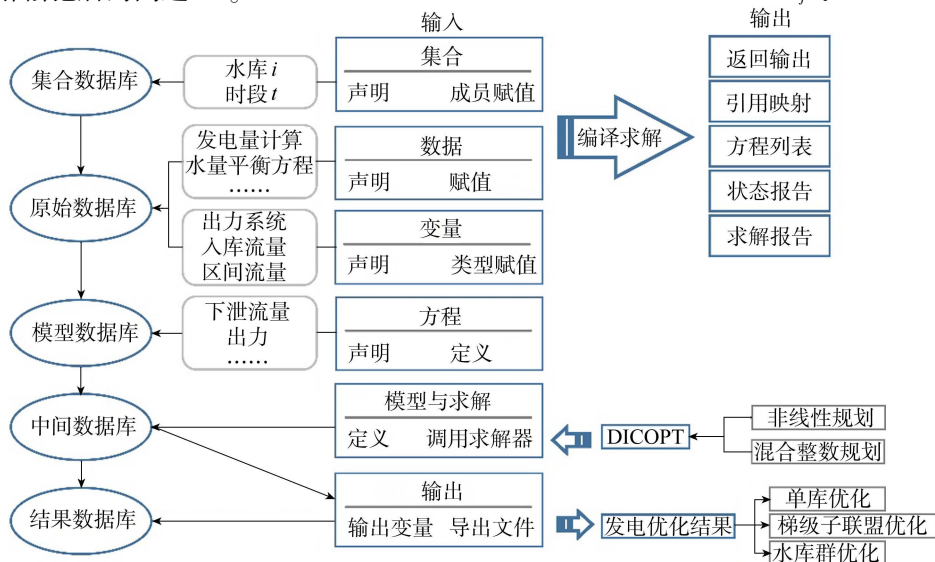 输入
输出
集合数据库
水库 i
时段 t
集合
声明 成员赋值
编译求解
返回输出
引用映射
方程列表
状态报告
求解报告
发电量计算
水量平衡方程
……
数据
声明 赋值
原始数据库
出力系统
入库流量
区间流量
变量
声明 类型赋值
模型数据库
下泄流量
出力
……
方程
声明 定义
中间数据库
模型与求解
定义 调用求解器
DICOPT
非线性规划
混合整数规划
结果数据库
输出
输出变量 导出文件
发电优化结果
单库优化
梯级子联盟优化
水库群优化